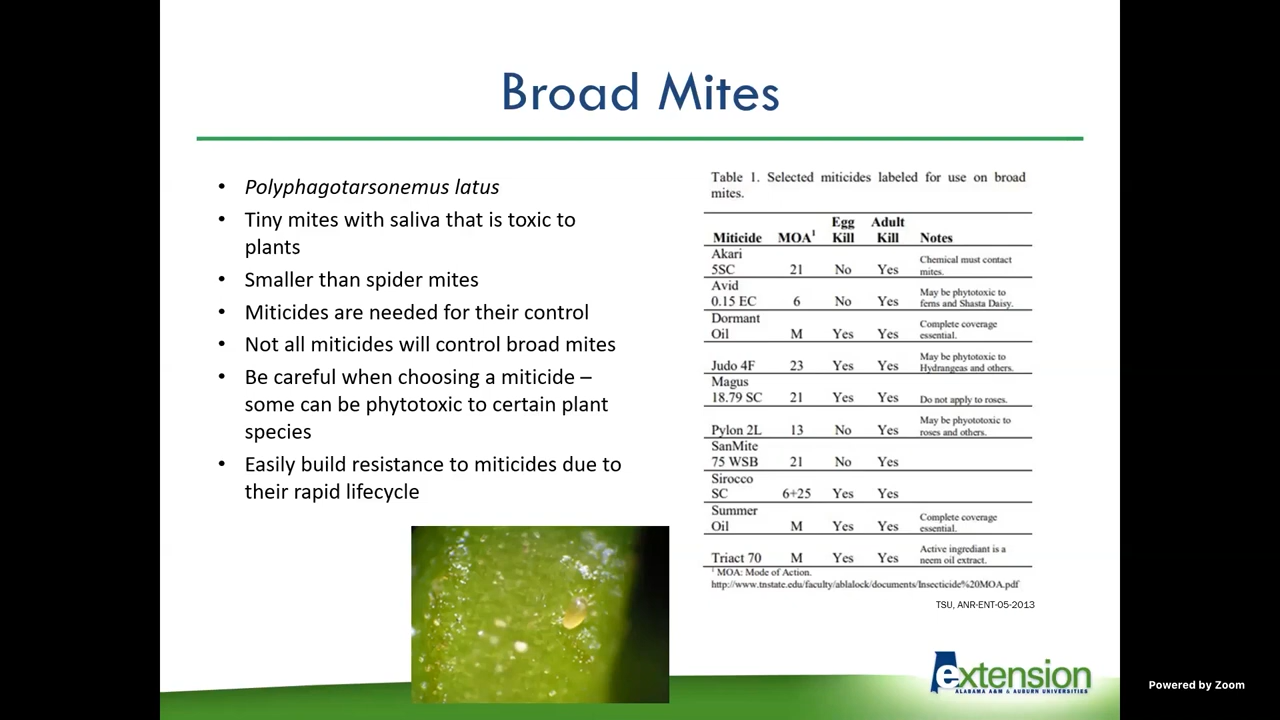 Broad Mites
• Polyphagotarsonemus latus
• Tiny mites with saliva that is toxic to
plants
• Smaller than spider mites
• Miticides are needed for their control
• Not all miticides will control broad mites
• Be careful when choosing a miticide –
some can be phytotoxic to certain plant
species
• Easily build resistance to miticides due to
their rapid lifecycle
Table 1. Selected miticides labeled for use on broad
mites.
Miticide MOA¹ Egg Kill Adult Kill Notes
Akari 5SC 21 No Yes Chemical must contact mites.
Avid 0.15 EC 6 No Yes May be phytotoxic to ferns and Shasta Daisy.
Dormant Oil M Yes Yes Complete coverage essential.
Judo 4F 23 Yes Yes May be phytotoxic to Hydrangeas and others.
Magus 18.79 SC 21 Yes Yes Do not apply to roses.
Pylon 2L 13 No Yes May be phyototoxic to roses and others.
SanMite 75 WSB 21 No Yes
Sirocco SC 6+25 Yes Yes
Summer Oil M Yes Yes Complete coverage essential.
Triact 70 M Yes Yes Active ingrediant is a neem oil extract.
¹ MOA: Mode of Action.
http://www.tnstate.edu/faculty/ablalock/documents/Insecticide%20MOA.pdf
TSU, ANR-ENT-05-2013
extension
ALABAMA A&M & AUBURN UNIVERSITIES
Powered by Zoom